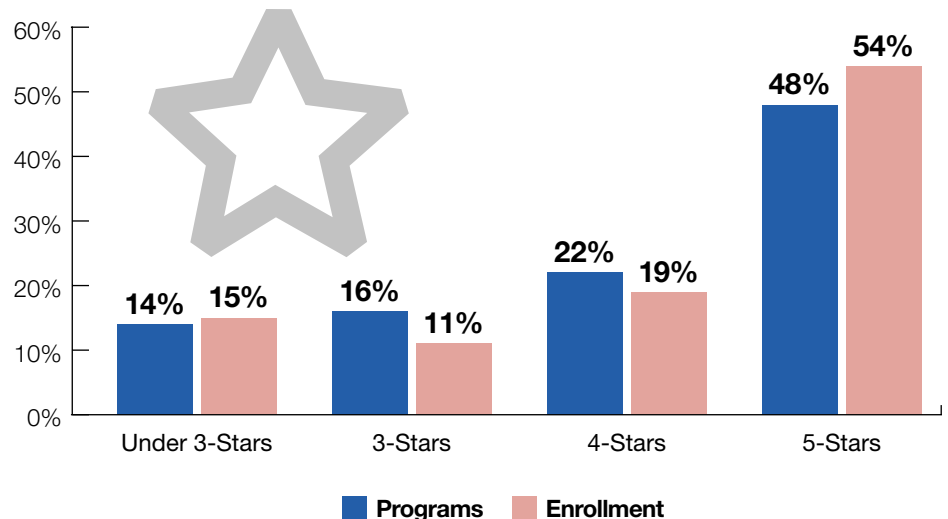 60%
50%
40%
30%
20%
10%
0%
14%
15%
16%
11%
22%
19%
48%
54%
Under 3-Stars
3-Stars
4-Stars
5-Stars
Programs
Enrollment